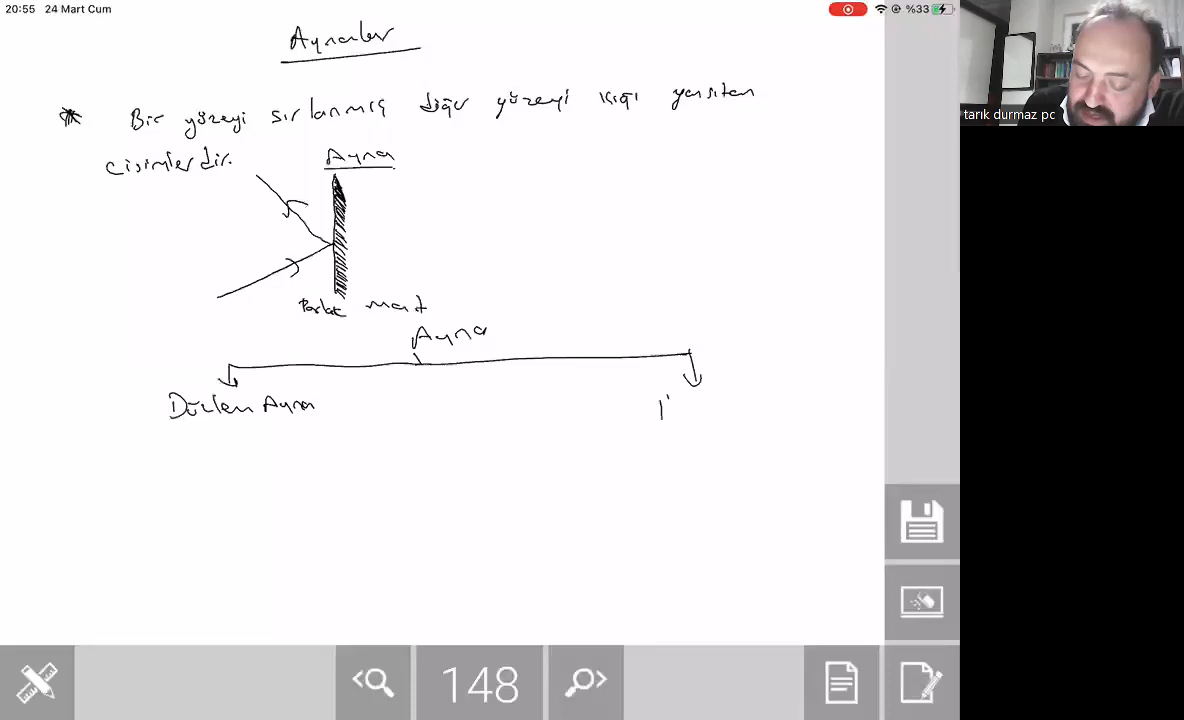 20:55 24 Mart Cum
%33
Aynalar
* Bir yüzeyi sırlanmış diğer yüzeyi ışığı yansıtan
cisimlerdir.
Ayna
Parlak mat
Ayna
Düzlem Ayna
tarık durmaz pc
148